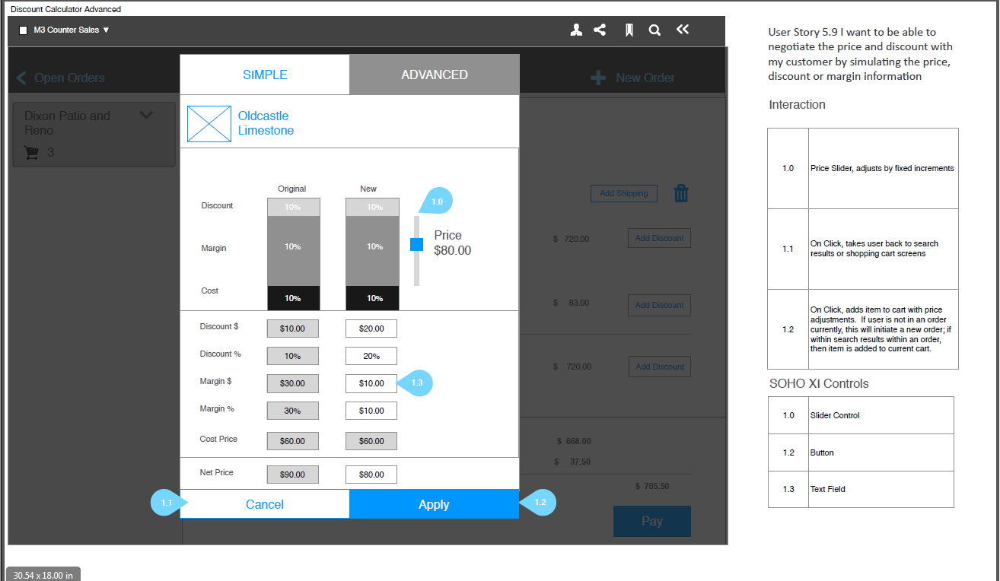 Discount Calculator Advanced
M3 Counter Sales ▼
Open Orders
New Order
Dixon Patio and
Reno
3
SIMPLE
ADVANCED
Oldcastle
Limestone
Original
New
Discount
10%
10%
1.0
Margin
10%
10%
Price
$80.00
Cost
10%
10%
Discount $
$10.00
$20.00
Discount %
10%
20%
Margin $
$30.00
$10.00
1.3
Margin %
30%
$10.00
Cost Price
$60.00
$60.00
Net Price
$90.00
$80.00
1.1
Cancel
Apply
1.2
Add Shipping
$ 720.00
Add Discount
$ 83.00
Add Discount
$ 720.00
Add Discount
$ 668.00
$ 37.50
$ 705.50
Pay
User Story 5.9 I want to be able to
negotiate the price and discount with
my customer by simulating the price,
discount or margin information
Interaction
1.0
Price Slider, adjusts by fixed increments
1.1
On Click, takes user back to search
results or shopping cart screens
1.2
On Click, adds item to cart with price
adjustments. If user is not in an order
currently, this will initiate a new order; if
within search results within an order,
then item is added to current cart.
SOHO XI Controls
1.0
Slider Control
1.2
Button
1.3
Text Field
30.54 x 18.00 in